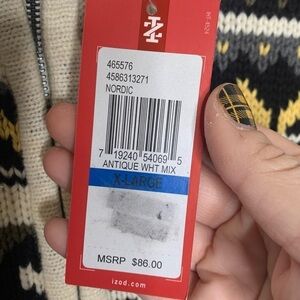 465576
4586313271
NORDIC
7 19240 54069 5
ANTIQUE WHT MIX
X-LARGE
MSRP $86.00
izod.com